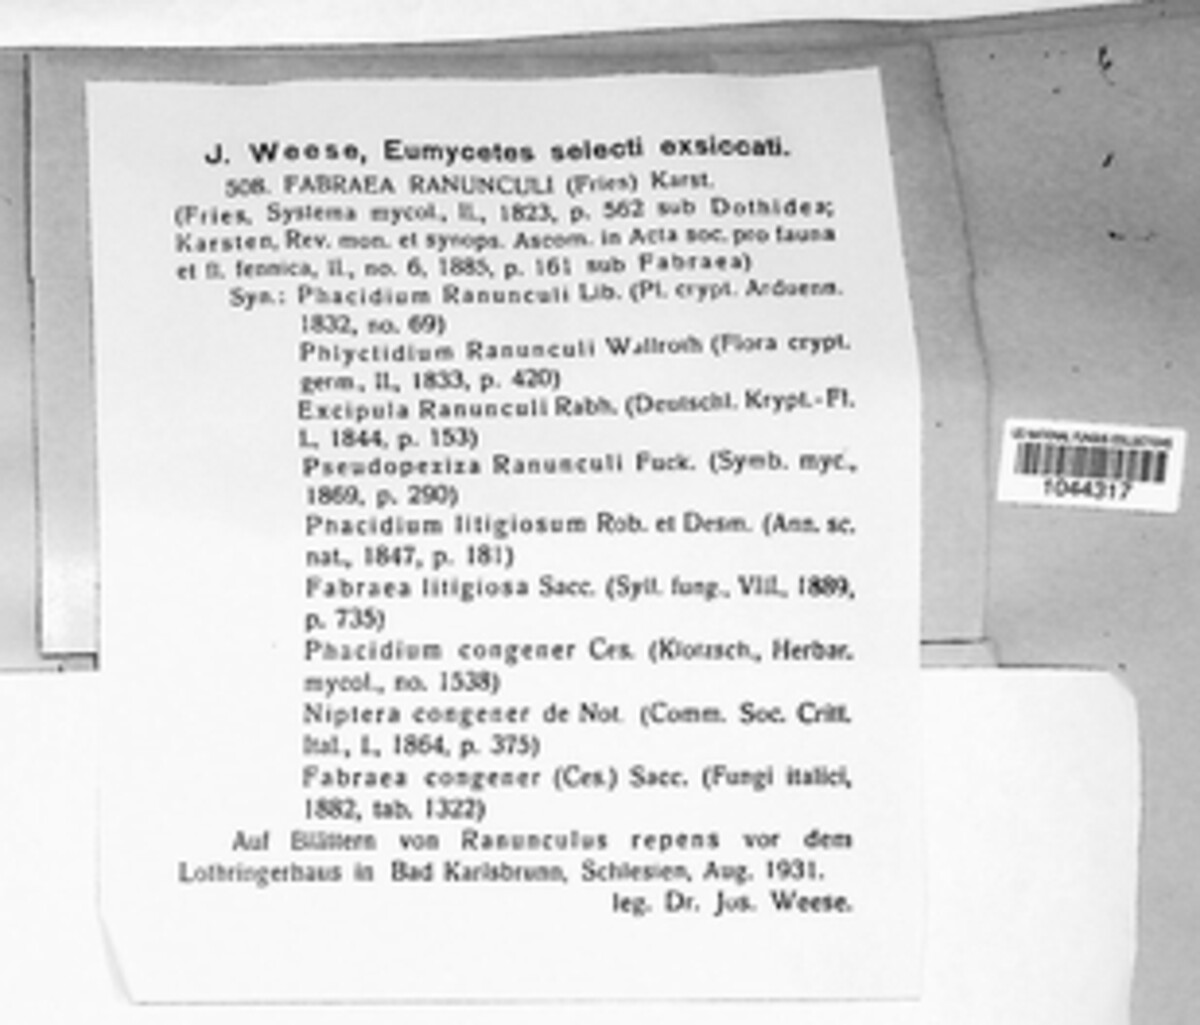 J. Weese, Eumycetes selecti exsiccati.
508. FABRAEA RANUNCULI (Fries) Karst.
(Fries, Systema mycol., II., 1823, p. 562 sub Dothidea;
Karsten, Rev. mon. et synops. Ascom. in Acta soc. pro fauna
et fl. fennica, II., no. 6, 1885, p. 161 sub Fabraea)
Syn.: Phacidium Ranunculi Lib. (Pl. crypt. Arduenn.
1832, no. 69)
Phlyctidium Ranunculi Wallroth (Flora crypt.
germ., II., 1833, p. 420)
Excipula Ranunculi Rabh. (Deutschl. Krypt.-Fl.
I., 1844, p. 153)
Pseudopeziza Ranunculi Fuck. (Symb. myc.,
1869, p. 290)
Phacidium litigiosum Rob. et Desm. (Ann. sc.
nat., 1847, p. 181)
Fabraea litigiosa Sacc. (Syll. fung., VIII., 1889,
p. 735)
Phacidium congener Ces. (Klotzsch., Herbar.
mycol., no. 1538)
Niptera congener de Not. (Comm. Soc. Critt.
Ital., I., 1864, p. 375)
Fabraea congener (Ces.) Sacc. (Fungi italici,
1882, tab. 1322)
Auf Blättern von Ranunculus repens vor dem
Lothringerhaus in Bad Karlsbrunn, Schlesien, Aug. 1931.
leg. Dr. Jos. Weese.
US NATIONAL FUNGUS COLLECTIONS
1044317